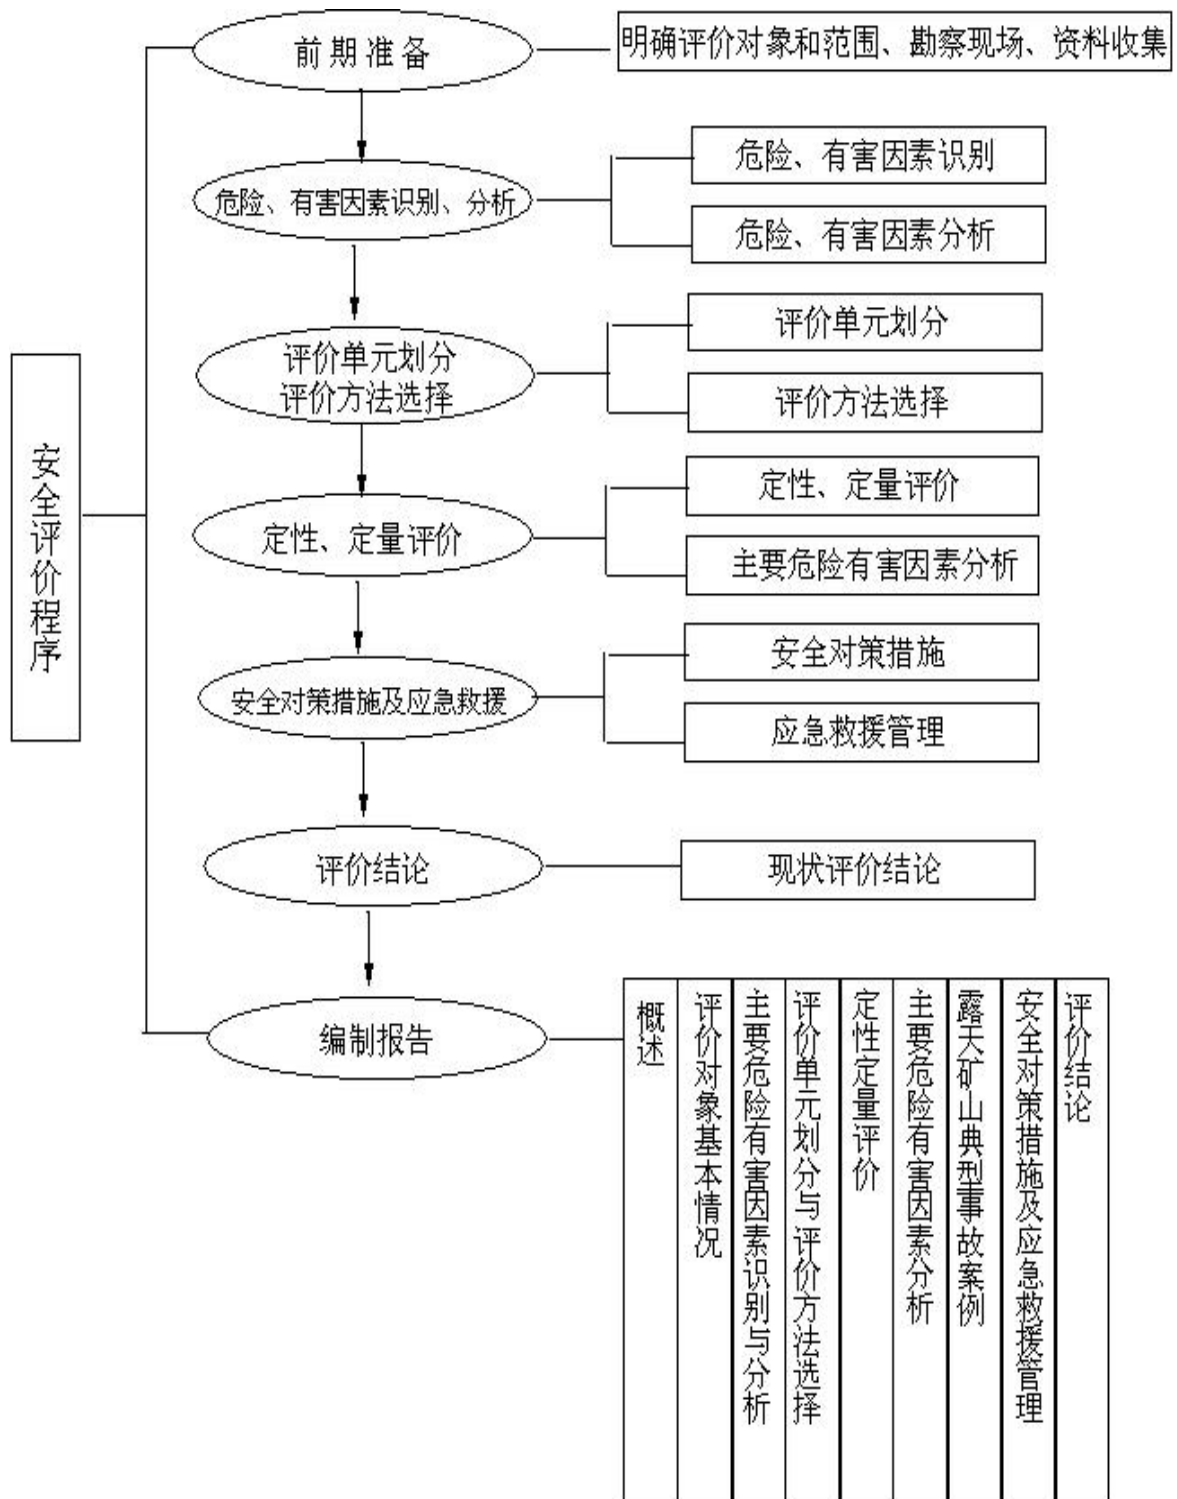 前期准备
明确评价对象和范围、勘察现场、资料收集
危险、有害因素识别、分析
危险、有害因素识别
危险、有害因素分析
评价单元划分
评价方法选择
评价单元划分
评价方法选择
安全评价程序
定性、定量评价
定性、定量评价
主要危险有害因素分析
安全对策措施及应急救援
安全对策措施
应急救援管理
评价结论
现状评价结论
编制报告
概述
评价对象基本情况
主要危险有害因素识别与分析
评价单元划分与评价方法选择
定性定量评价
主要危险有害因素分析
露天矿山典型事故案例
安全对策措施及应急救援管理
评价结论